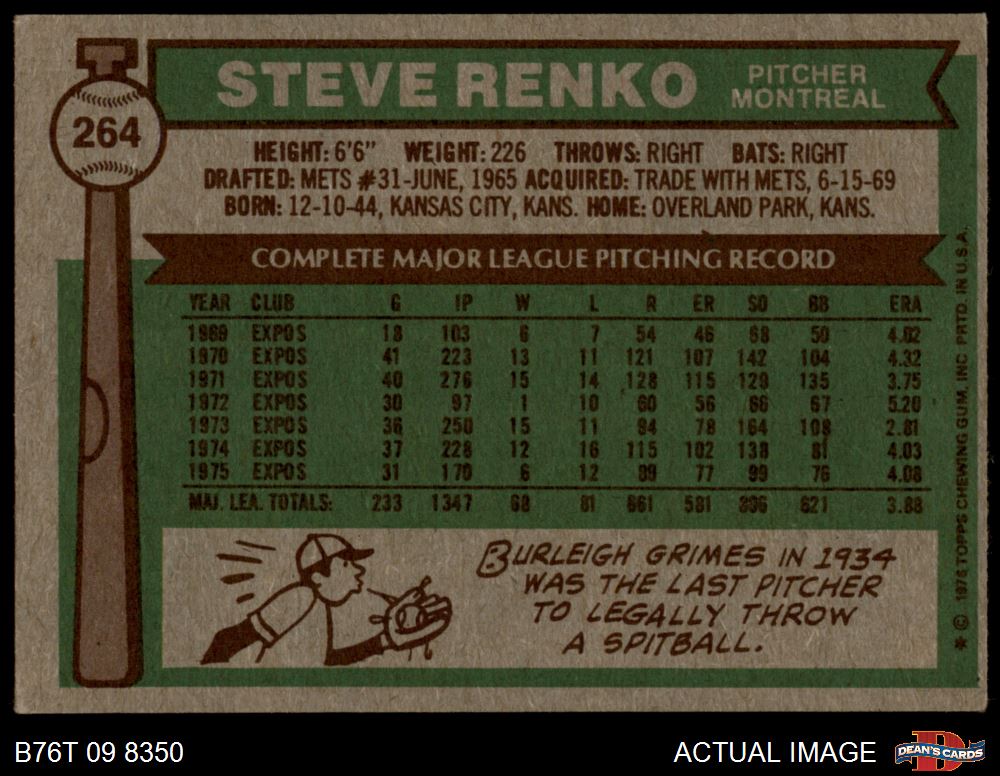 264
STEVE RENKO
PITCHER
MONTREAL
HEIGHT: 6'6" WEIGHT: 226 THROWS: RIGHT BATS: RIGHT
DRAFTED: METS #31-JUNE, 1965 ACQUIRED: TRADE WITH METS, 6-15-69
BORN: 12-10-44, KANSAS CITY, KANS. HOME: OVERLAND PARK, KANS.
COMPLETE MAJOR LEAGUE PITCHING RECORD
YEAR CLUB G IP W L R ER SO BB ERA
1969 EXPOS 18 103 6 7 54 46 68 50 4.02
1970 EXPOS 41 223 13 11 121 107 142 104 4.32
1971 EXPOS 40 276 15 14 128 115 129 135 3.75
1972 EXPOS 30 97 1 10 60 56 66 67 5.20
1973 EXPOS 36 250 15 11 94 78 164 108 2.81
1974 EXPOS 37 228 12 16 115 102 138 81 4.03
1975 EXPOS 31 170 6 12 89 77 99 76 4.08
MAJ. LEA. TOTALS: 233 1347 68 81 661 581 806 621 3.88
BURLEIGH GRIMES IN 1934
WAS THE LAST PITCHER
TO LEGALLY THROW
A SPITBALL.
* © 1976 TOPPS CHEWING GUM, INC. PRTD. IN U.S.A.
B76T 09 8350
ACTUAL IMAGE
DEAN'S CARDS